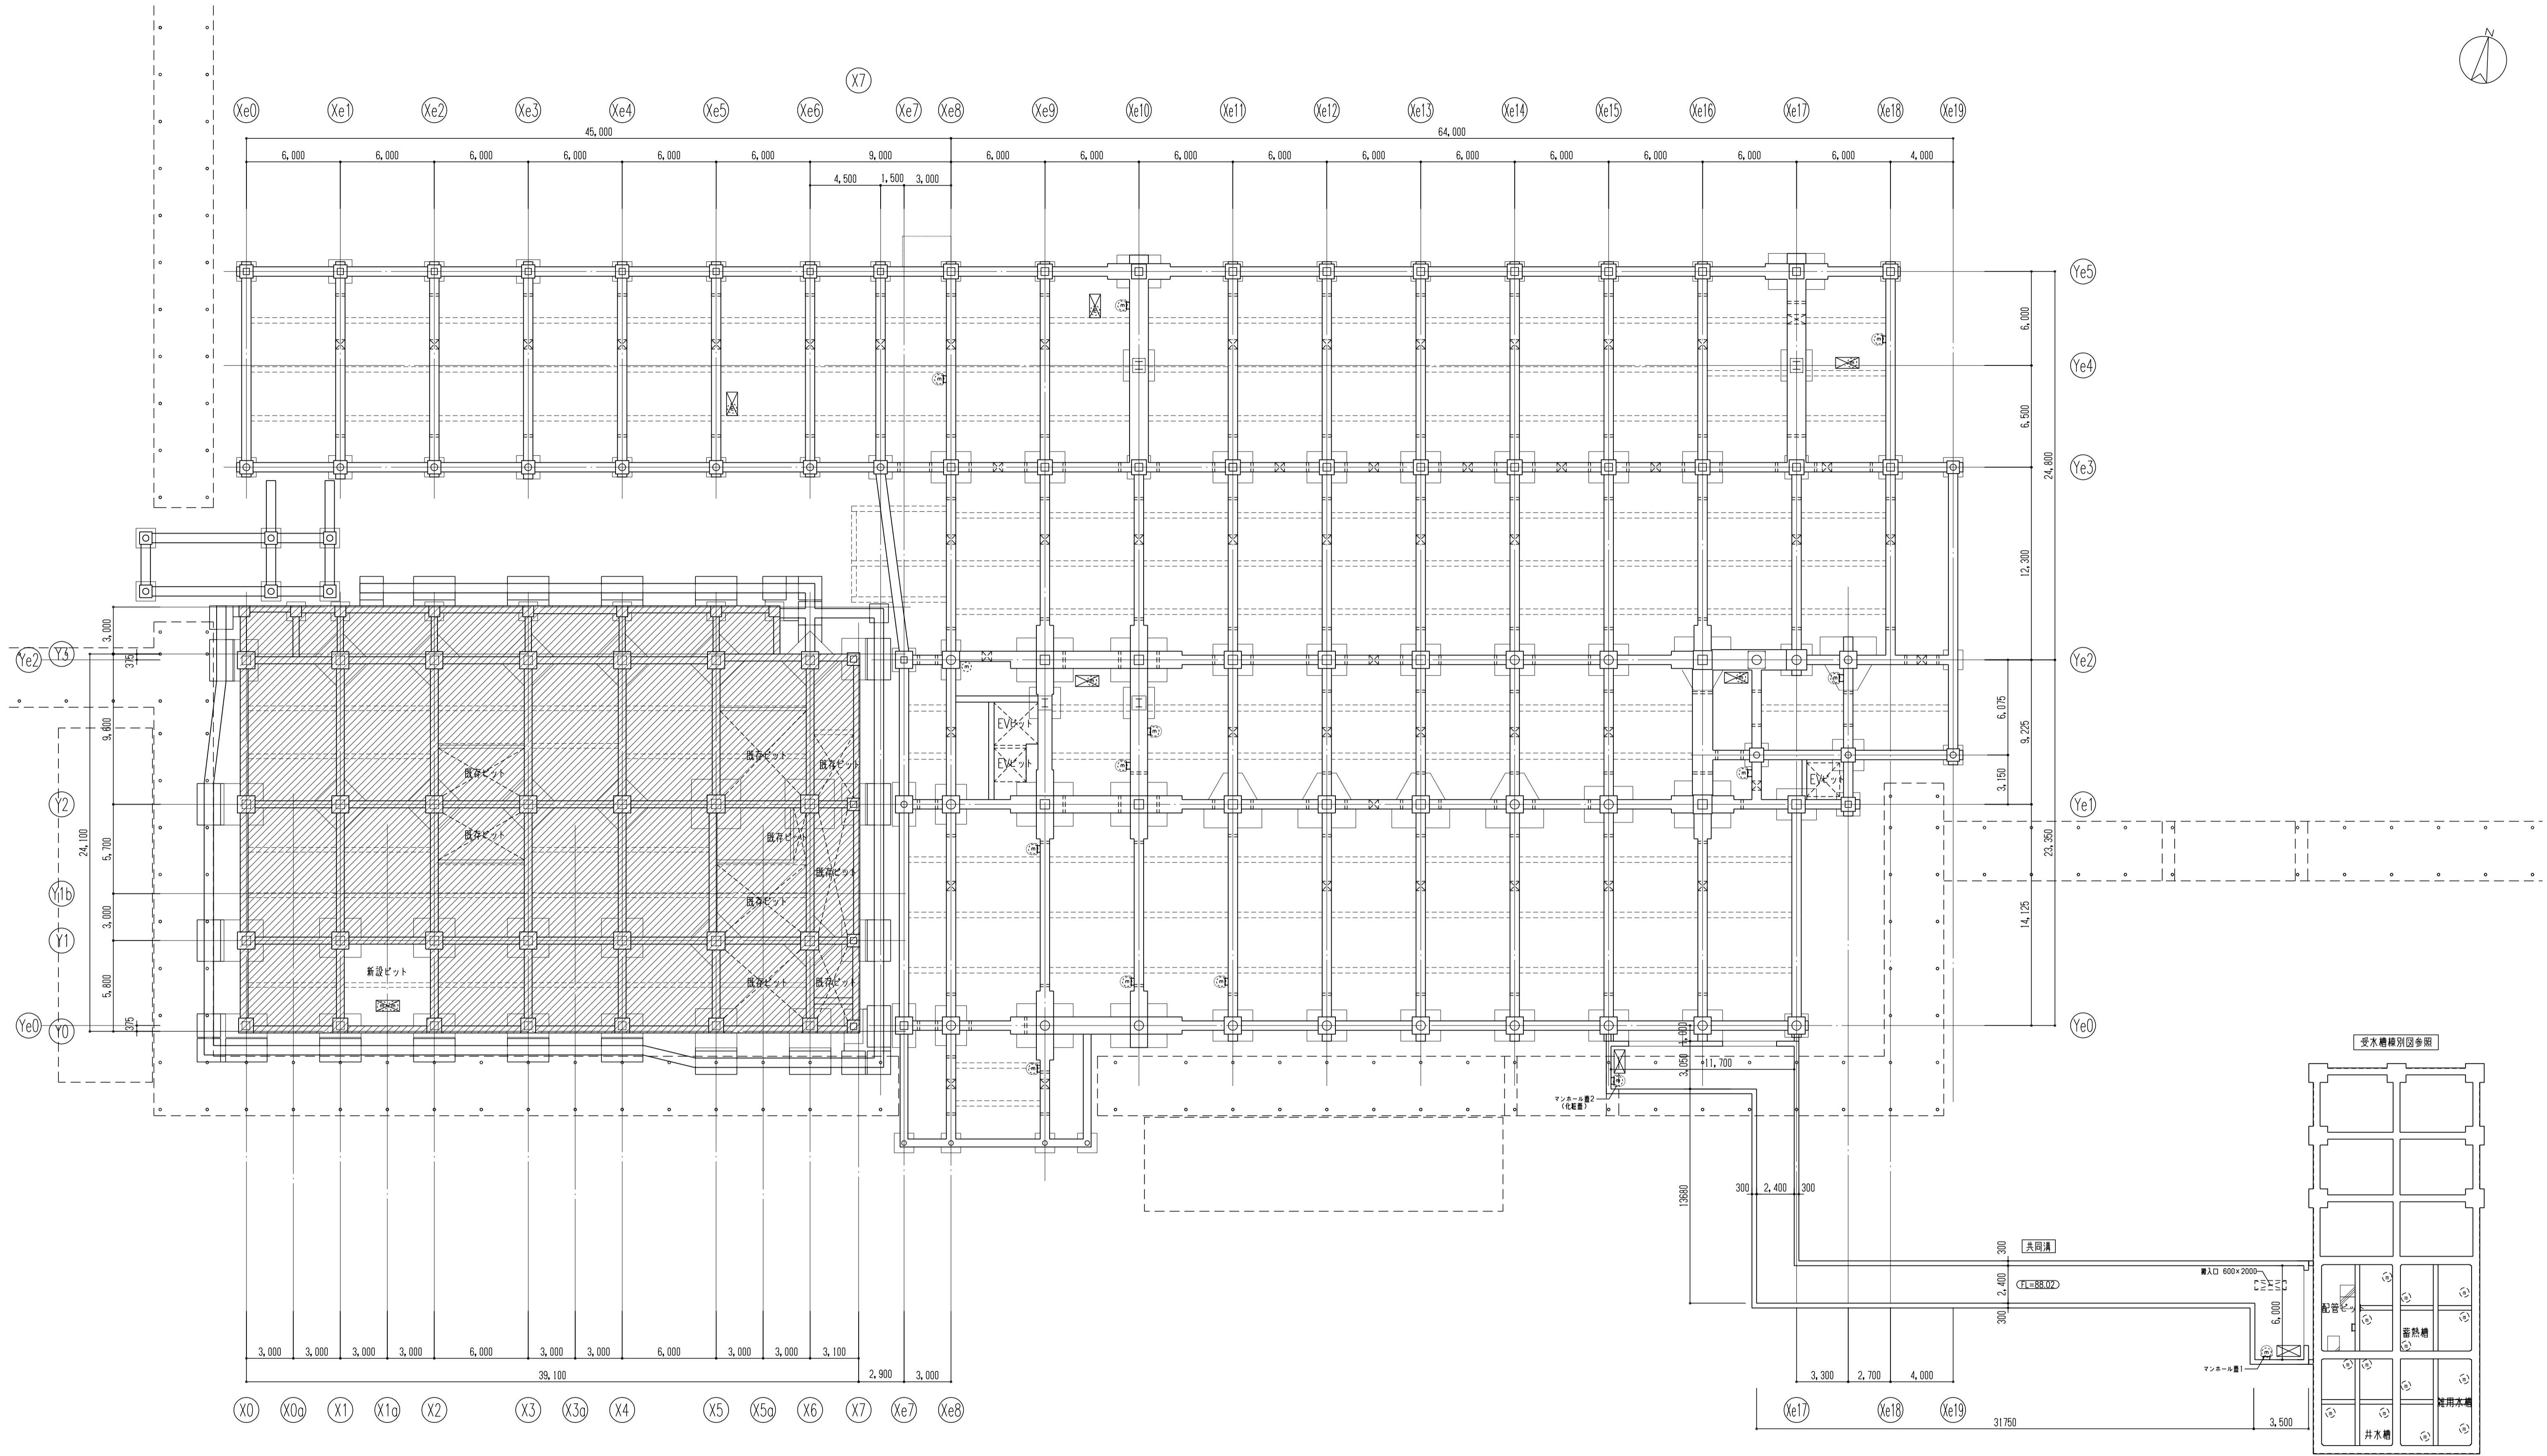 N
X7
Xe0 Xe1 Xe2 Xe3 Xe4 Xe5 Xe6 Xe7 Xe8 Xe9 Xe10 Xe11 Xe12 Xe13 Xe14 Xe15 Xe16 Xe17 Xe18 Xe19
45,000 64,000
6,000 6,000 6,000 6,000 6,000 6,000 9,000 6,000 6,000 6,000 6,000 6,000 6,000 6,000 6,000 6,000 6,000 4,000
4,500 1,500 3,000
Ye5
6,000
Ye4
6,500
24,800
Ye3
12,300
Ye2
6,075
9,225
3,150
Ye1
23,350
14,125
Ye0
3,000
Y3
Ye2
375
9,600
Y2
24,100
5,700
Y1b
3,000
Y1
5,800
Ye0
Y0
375
既存ピット
既存ピット
既存ピット
既存ピット
既存ピット
既存ピット
既存ピット
既存ピット
既存ピット
新設ピット
EVピット
EVピット
EVピット
1,000
3,050
11,700
マンホール蓋2
(化粧蓋)
13680
300 2,400 300
受水槽棟別図参照
共同溝
300
2,400
300
FL=88.02
搬入口 600×2000
6,000
マンホール蓋1
配管ピット
蓄熱槽
雑用水槽
井水槽
3,000 3,000 3,000 3,000 6,000 3,000 3,000 6,000 3,000 3,000 3,100
39,100 2,900 3,000
3,300 2,700 4,000
X0 X0a X1 X1a X2 X3 X3a X4 X5 X5a X6 X7 Xe7 Xe8 Xe17 Xe18 Xe19
31750 3,500